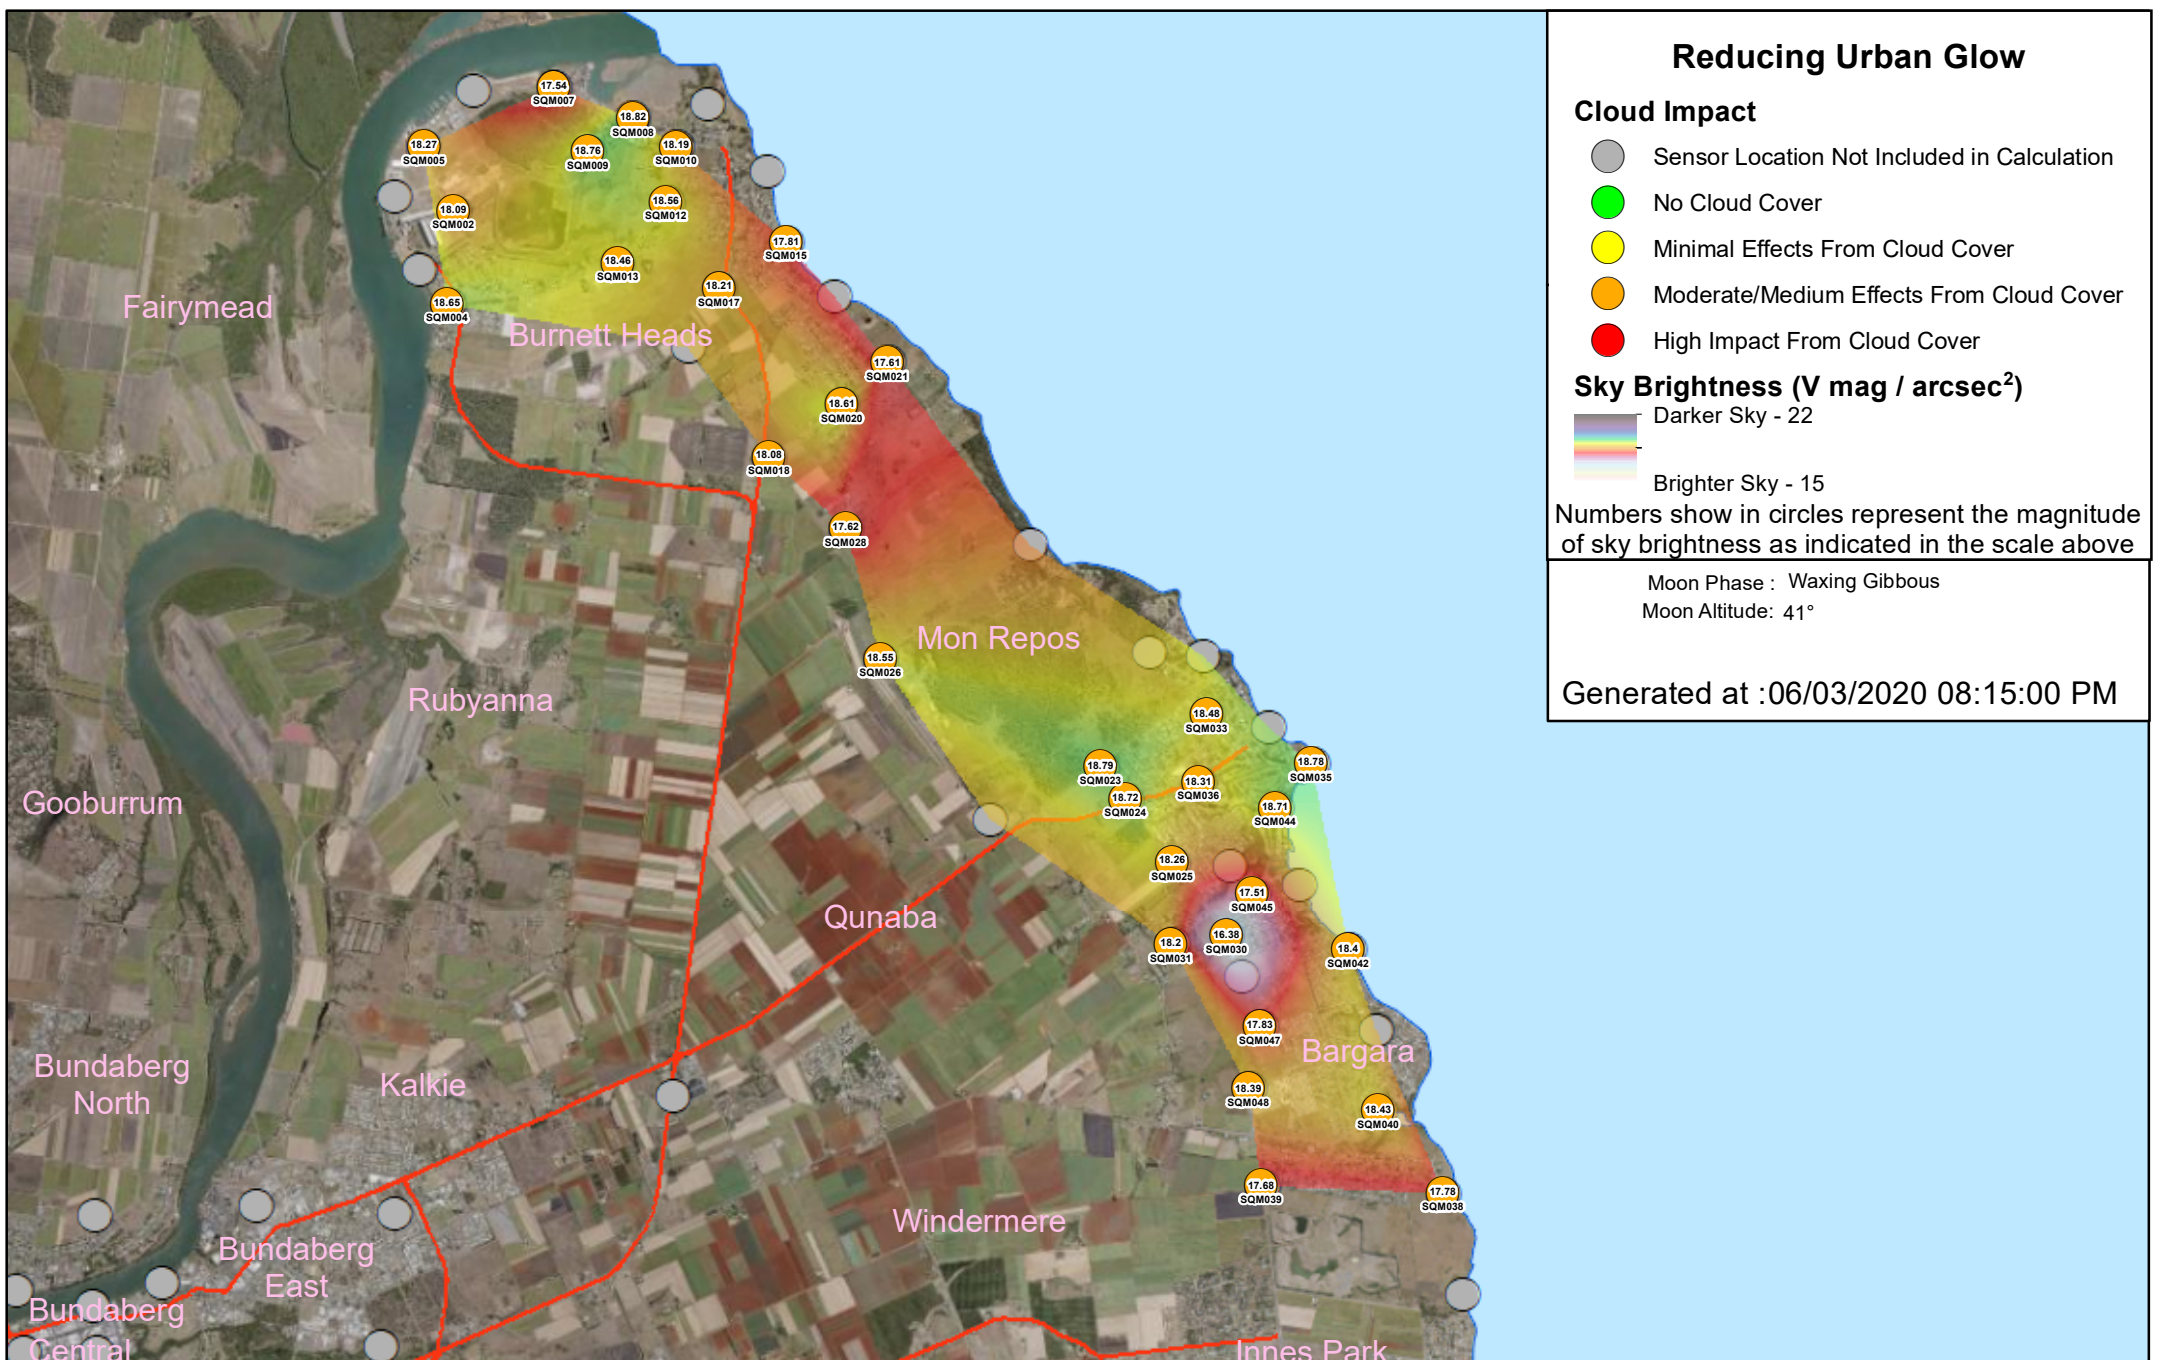 Reducing Urban Glow
Cloud Impact
Sensor Location Not Included in Calculation
No Cloud Cover
Minimal Effects From Cloud Cover
Moderate/Medium Effects From Cloud Cover
High Impact From Cloud Cover
Sky Brightness (V mag / arcsec²)
Darker Sky - 22
Brighter Sky - 15
Numbers show in circles represent the magnitude
of sky brightness as indicated in the scale above
Moon Phase : Waxing Gibbous
Moon Altitude: 41°
Generated at :06/03/2020 08:15:00 PM
17.54
SQM007
18.82
SQM008
18.27
SQM005
18.76
SQM009
18.19
SQM010
18.09
SQM002
18.56
SQM012
17.81
SQM015
18.46
SQM013
18.21
SQM017
18.65
SQM004
Fairymead
Burnett Heads
17.61
SQM021
18.61
SQM020
18.08
SQM018
17.62
SQM028
Mon Repos
18.55
SQM026
Rubyanna
18.48
SQM033
18.79
SQM023
18.78
SQM035
18.31
SQM036
18.72
SQM024
18.71
SQM044
Gooburrum
18.26
SQM025
17.51
SQM045
Qunaba
16.38
SQM030
18.2
SQM031
18.4
SQM042
17.83
SQM047
Bargara
Bundaberg
North
Kalkie
18.39
SQM048
18.43
SQM040
17.68
SQM039
17.78
SQM038
Windermere
Bundaberg
East
Bundaberg
Central
Innes Park